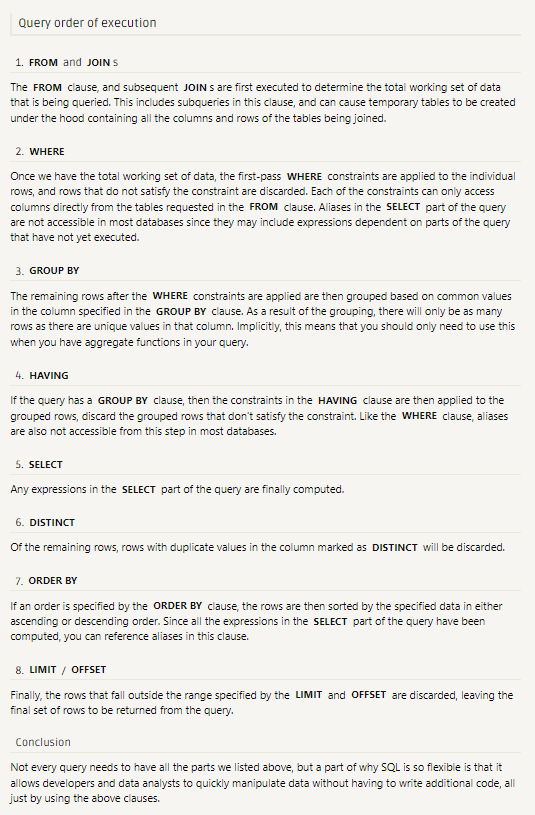 Query order of execution
1. FROM and JOIN s
The FROM clause, and subsequent JOIN s are first executed to determine the total working set of data
that is being queried. This includes subqueries in this clause, and can cause temporary tables to be created
under the hood containing all the columns and rows of the tables being joined.
2. WHERE
Once we have the total working set of data, the first-pass WHERE constraints are applied to the individual
rows, and rows that do not satisfy the constraint are discarded. Each of the constraints can only access
columns directly from the tables requested in the FROM clause. Aliases in the SELECT part of the query
are not accessible in most databases since they may include expressions dependent on parts of the query
that have not yet executed.
3. GROUP BY
The remaining rows after the WHERE constraints are applied are then grouped based on common values
in the column specified in the GROUP BY clause. As a result of the grouping, there will only be as many
rows as there are unique values in that column. Implicitly, this means that you should only need to use this
when you have aggregate functions in your query.
4. HAVING
If the query has a GROUP BY clause, then the constraints in the HAVING clause are then applied to the
grouped rows, discard the grouped rows that don't satisfy the constraint. Like the WHERE clause, aliases
are also not accessible from this step in most databases.
5. SELECT
Any expressions in the SELECT part of the query are finally computed.
6. DISTINCT
Of the remaining rows, rows with duplicate values in the column marked as DISTINCT will be discarded.
7. ORDER BY
If an order is specified by the ORDER BY clause, the rows are then sorted by the specified data in either
ascending or descending order. Since all the expressions in the SELECT part of the query have been
computed, you can reference aliases in this clause.
8. LIMIT / OFFSET
Finally, the rows that fall outside the range specified by the LIMIT and OFFSET are discarded, leaving the
final set of rows to be returned from the query.
Conclusion
Not every query needs to have all the parts we listed above, but a part of why SQL is so flexible is that it
allows developers and data analysts to quickly manipulate data without having to write additional code, all
just by using the above clauses.